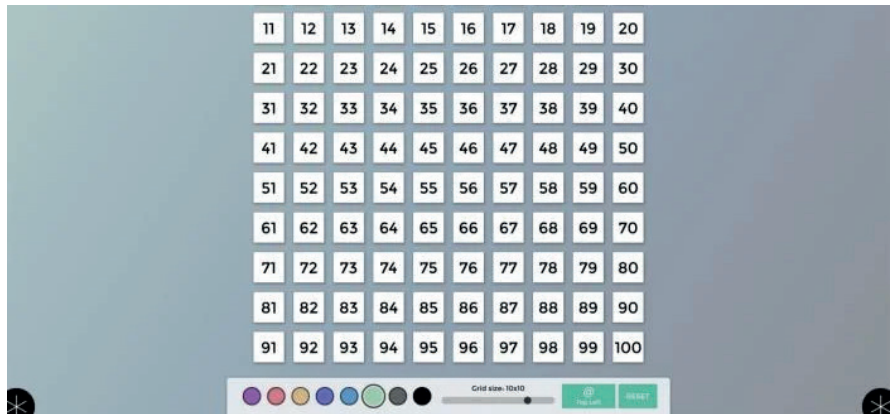 11 12 13 14 15 16 17 18 19 20
21 22 23 24 25 26 27 28 29 30
31 32 33 34 35 36 37 38 39 40
41 42 43 44 45 46 47 48 49 50
51 52 53 54 55 56 57 58 59 60
61 62 63 64 65 66 67 68 69 70
71 72 73 74 75 76 77 78 79 80
81 82 83 84 85 86 87 88 89 90
91 92 93 94 95 96 97 98 99 100
Grid size: 10x10
Top Left RESET